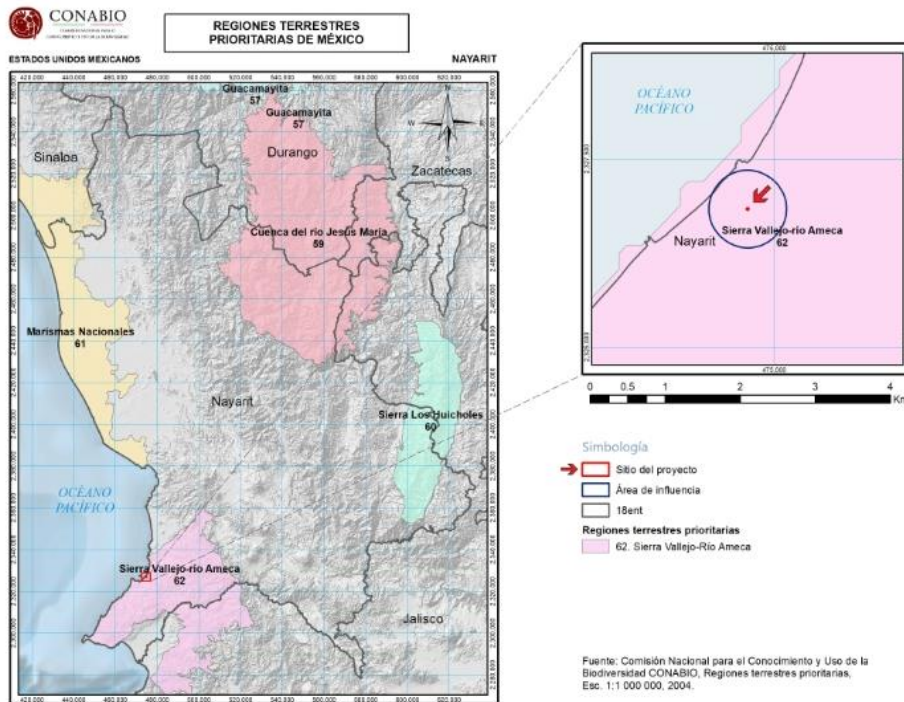 CONABIO
REGIONES TERRESTRES
PRIORITARIAS DE MÉXICO
ESTADOS UNIDOS MEXICANOS
NAYARIT
Guacamayita
57
Guacamayita
57
Durango
Sinaloa
Zacatecas
Cuenca del río Jesús María
59
Marismas Nacionales
61
Nayarit
Sierra Los Huicholes
60
OCÉANO
PACÍFICO
Sierra Vallejo-río Ameca
62
Jalisco
OCÉANO
PACÍFICO
Sierra Vallejo-río Ameca
62
Nayarit
0 0.5 1 2 3 4
Km
Simbología
Sitio del proyecto
Área de influencia
18ent
Regiones terrestres prioritarias
62. Sierra Vallejo-Río Ameca
Fuente: Comisión Nacional para el Conocimiento y Uso de la
Biodiversidad CONABIO, Regiones terrestres prioritarias,
Esc. 1:1 000 000, 2004.